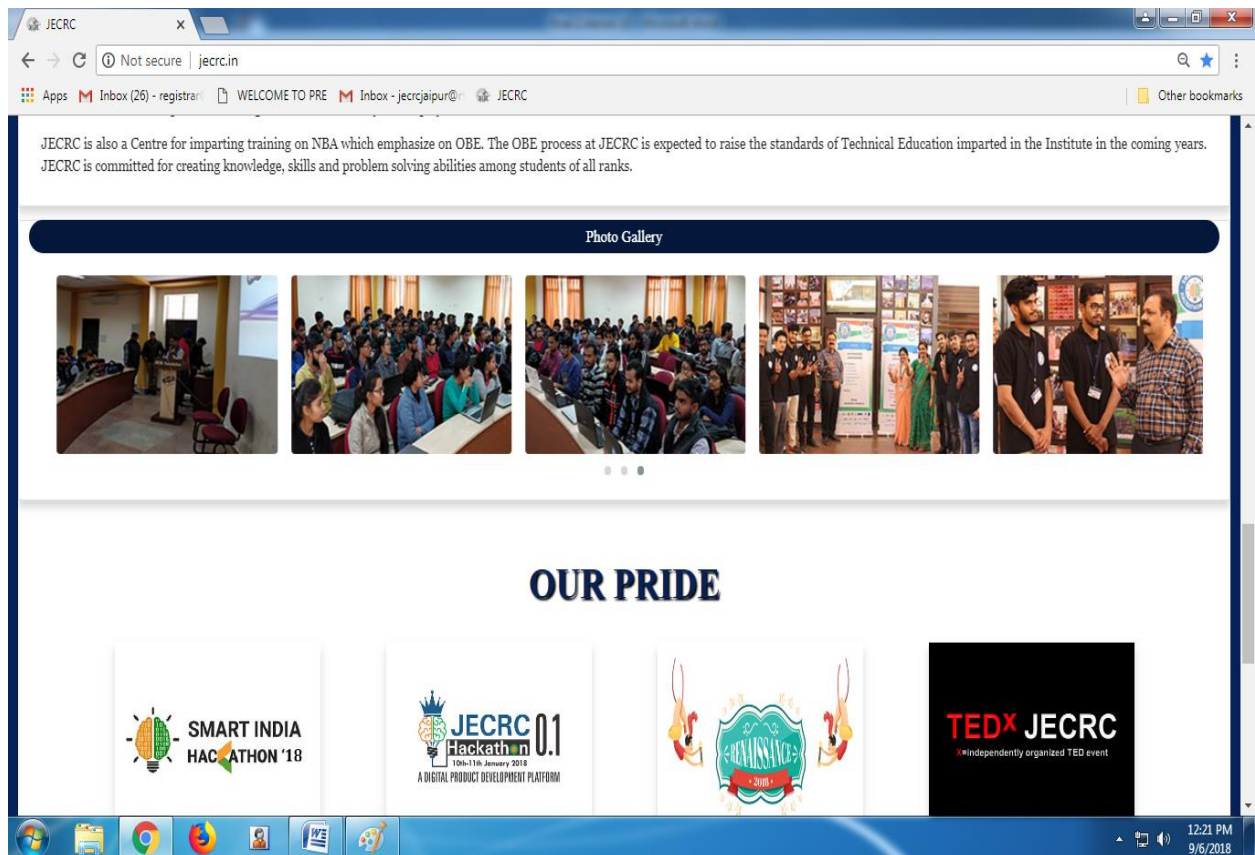 JECRC
Not secure | jecrc.in
Apps Inbox (26) - registrar WELCOME TO PRE Inbox - jecrcjaipur@ JECRC Other bookmarks
JECRC is also a Centre for imparting training on NBA which emphasize on OBE. The OBE process at JECRC is expected to raise the standards of Technical Education imparted in the Institute in the coming years.
JECRC is committed for creating knowledge, skills and problem solving abilities among students of all ranks.
Photo Gallery
OUR PRIDE
SMART INDIA
HACKATHON '18
JECRC 0.1
Hackathon
10th-11th January 2018
A DIGITAL PRODUCT DEVELOPMENT PLATFORM
RENAISSANCE
2018
TEDx JECRC
X=independently organized TED event
12:21 PM
9/6/2018